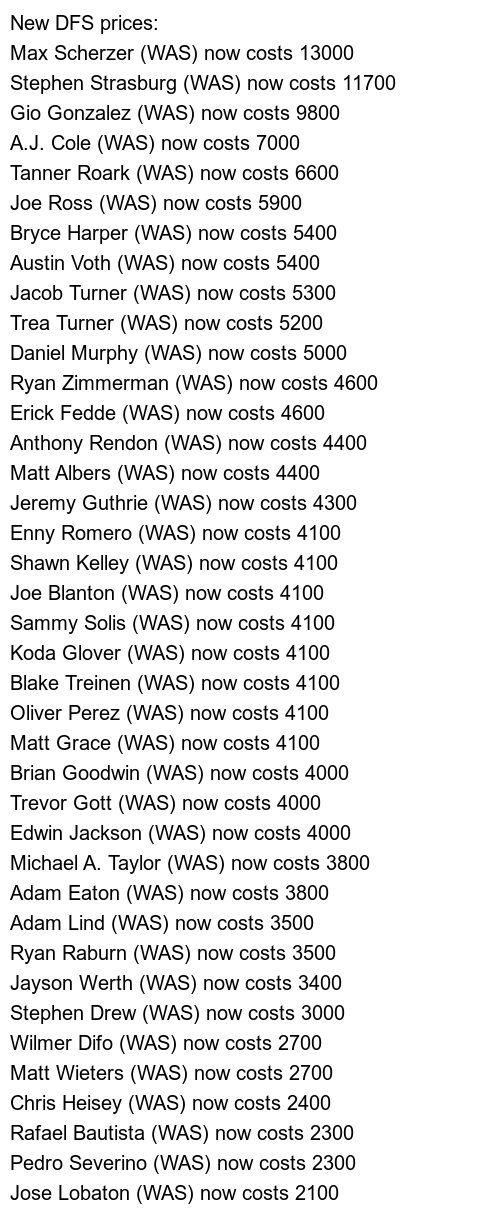 New DFS prices:
Max Scherzer (WAS) now costs 13000
Stephen Strasburg (WAS) now costs 11700
Gio Gonzalez (WAS) now costs 9800
A.J. Cole (WAS) now costs 7000
Tanner Roark (WAS) now costs 6600
Joe Ross (WAS) now costs 5900
Bryce Harper (WAS) now costs 5400
Austin Voth (WAS) now costs 5400
Jacob Turner (WAS) now costs 5300
Trea Turner (WAS) now costs 5200
Daniel Murphy (WAS) now costs 5000
Ryan Zimmerman (WAS) now costs 4600
Erick Fedde (WAS) now costs 4600
Anthony Rendon (WAS) now costs 4400
Matt Albers (WAS) now costs 4400
Jeremy Guthrie (WAS) now costs 4300
Enny Romero (WAS) now costs 4100
Shawn Kelley (WAS) now costs 4100
Joe Blanton (WAS) now costs 4100
Sammy Solis (WAS) now costs 4100
Koda Glover (WAS) now costs 4100
Blake Treinen (WAS) now costs 4100
Oliver Perez (WAS) now costs 4100
Matt Grace (WAS) now costs 4100
Brian Goodwin (WAS) now costs 4000
Trevor Gott (WAS) now costs 4000
Edwin Jackson (WAS) now costs 4000
Michael A. Taylor (WAS) now costs 3800
Adam Eaton (WAS) now costs 3800
Adam Lind (WAS) now costs 3500
Ryan Raburn (WAS) now costs 3500
Jayson Werth (WAS) now costs 3400
Stephen Drew (WAS) now costs 3000
Wilmer Difo (WAS) now costs 2700
Matt Wieters (WAS) now costs 2700
Chris Heisey (WAS) now costs 2400
Rafael Bautista (WAS) now costs 2300
Pedro Severino (WAS) now costs 2300
Jose Lobaton (WAS) now costs 2100